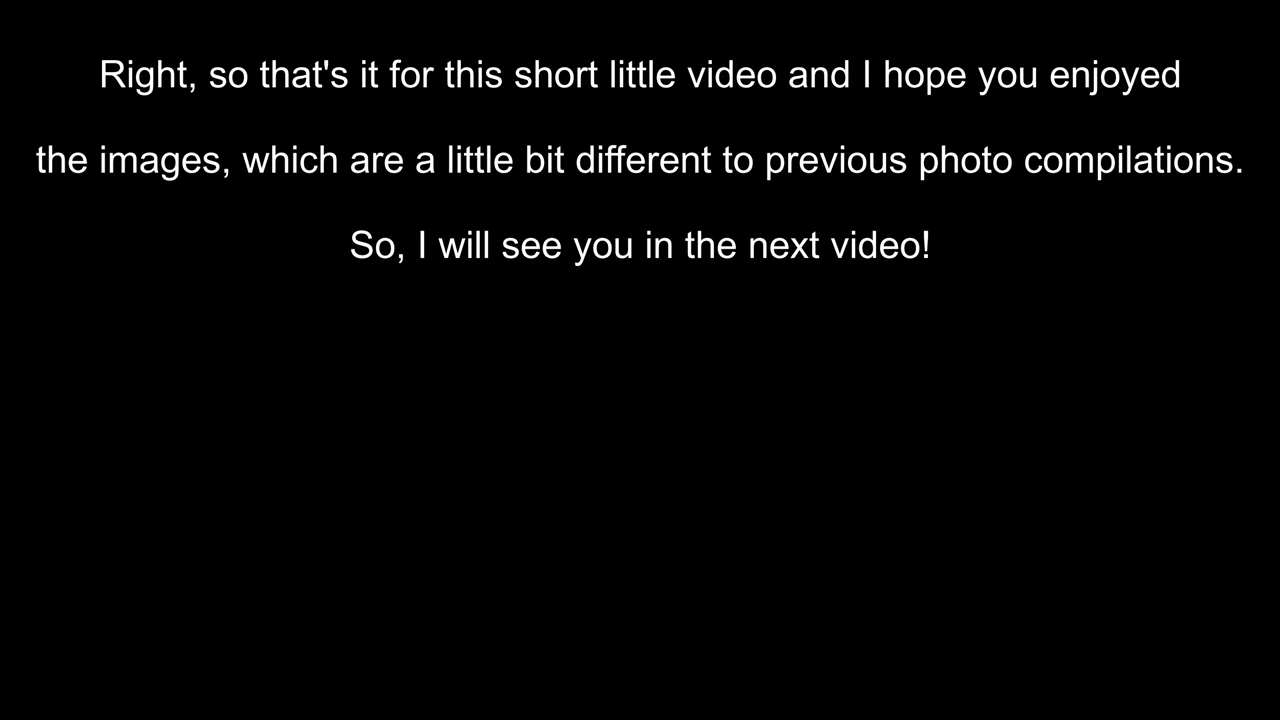 Right, so that's it for this short little video and I hope you enjoyed
the images, which are a little bit different to previous photo compilations.
So, I will see you in the next video!